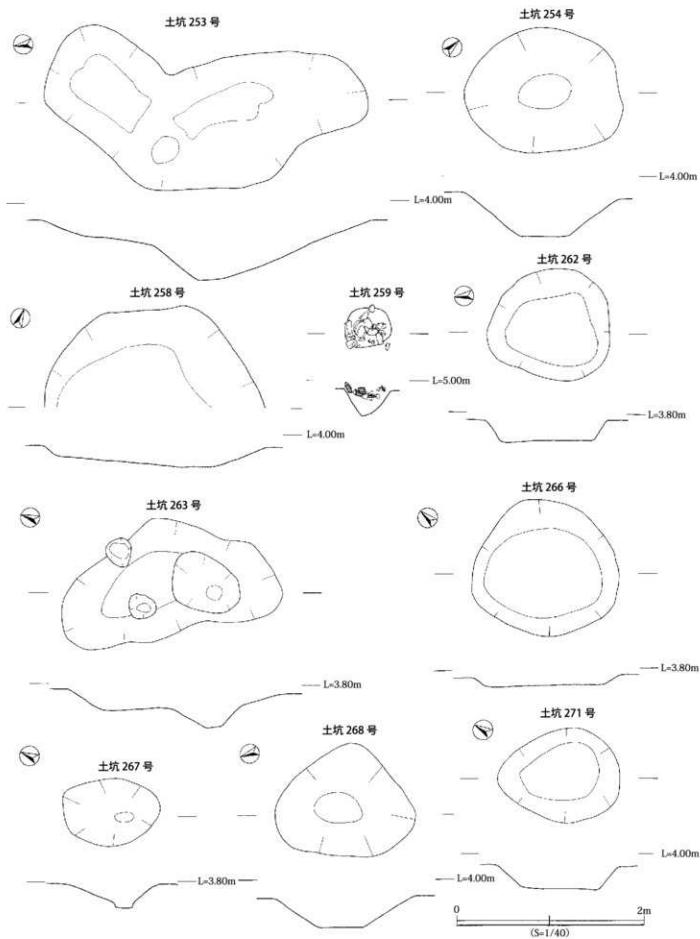 土坑 253 号
土坑 254 号
L=4.00m
L=4.00m
土坑 258 号
土坑 259 号
土坑 262 号
L=5.00m
L=3.80m
L=4.00m
土坑 263 号
土坑 266 号
L=3.80m
L=3.80m
土坑 267 号
土坑 268 号
土坑 271 号
L=4.00m
L=3.80m
L=4.00m
0 2m
(S=1/40)